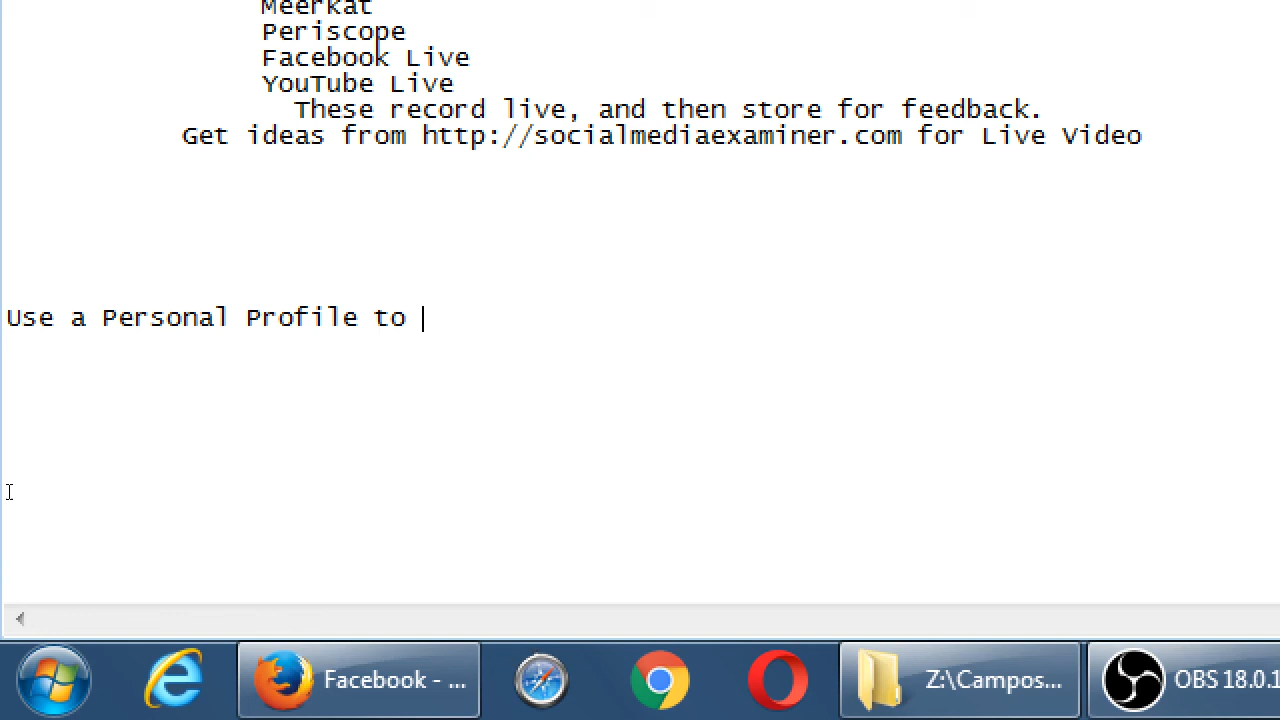 Meerkat
Periscope
Facebook Live
YouTube Live
These record live, and then store for feedback.
Get ideas from http://socialmediaexaminer.com for Live Video
Use a Personal Profile to
Facebook - ...
Z:\Campos...
OBS 18.0.1